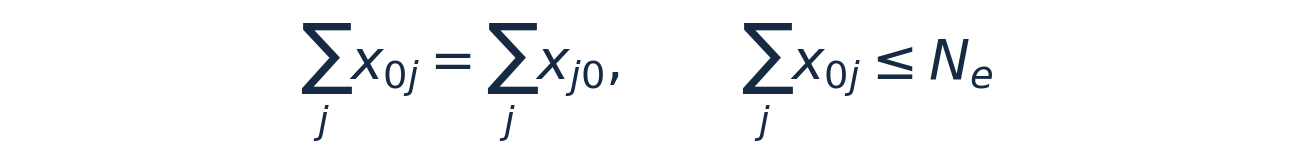 ∑_j x_{0j} = ∑_j x_{j0},    ∑_j x_{0j} ≤ N_e